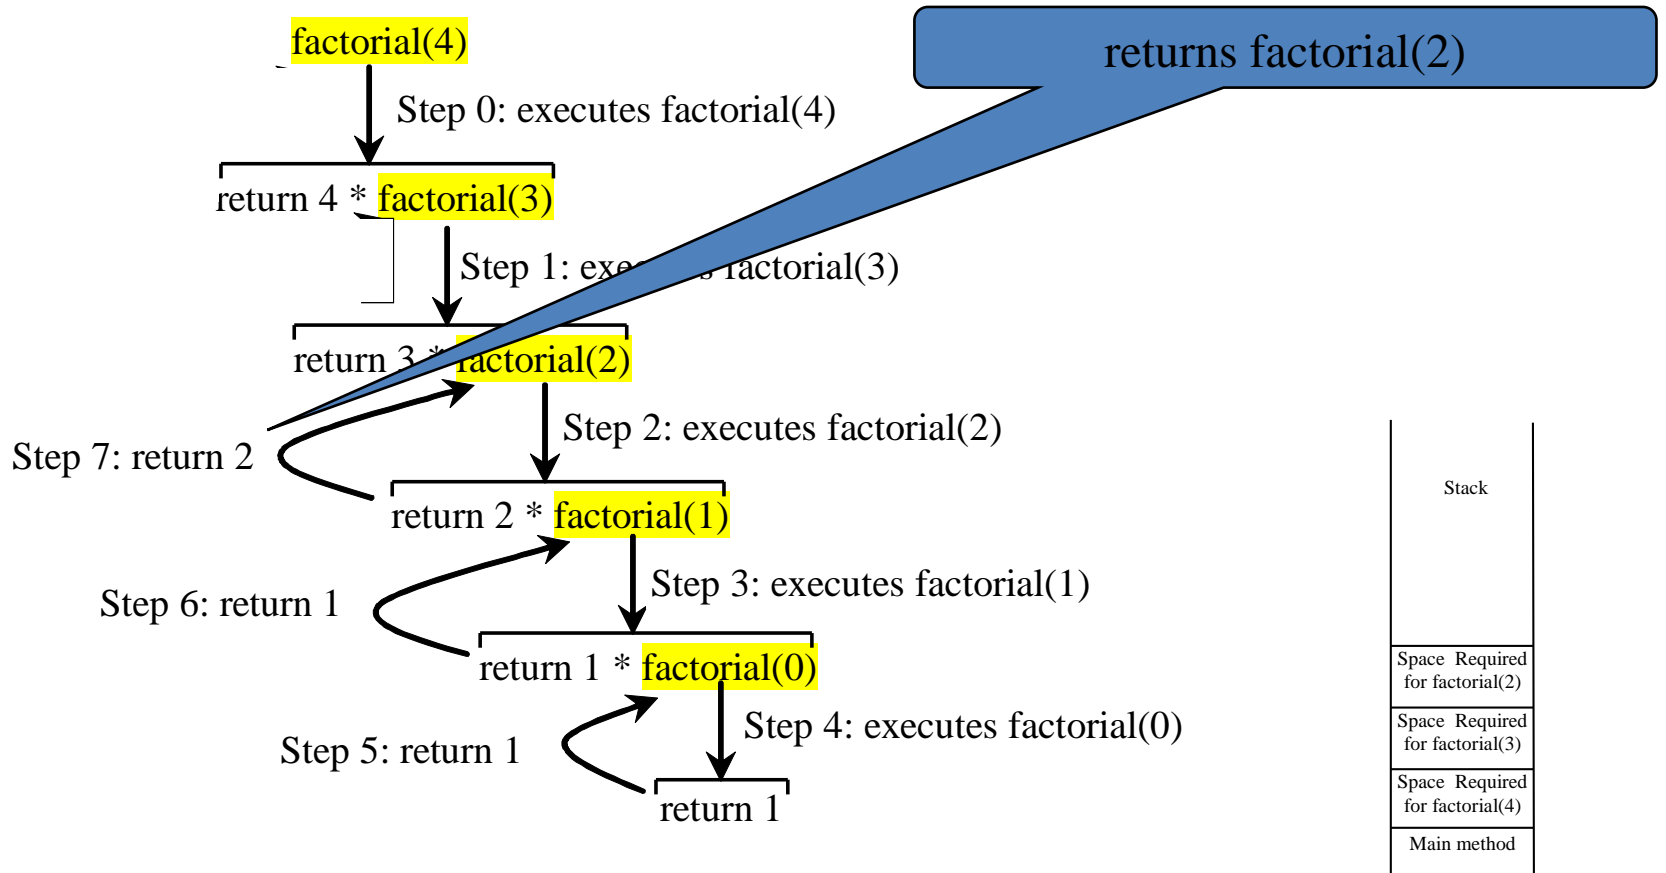 factorial(4)
returns factorial(2)
Step 0: executes factorial(4)
return 4 * factorial(3)
Step 1: exe s factorial(3)
return 3 * factorial(2)
Step 2: executes factorial(2)
Step 7: return 2
return 2 * factorial(1)
Step 3: executes factorial(1)
Step 6: return 1
return 1 * factorial(0)
Step 4: executes factorial(0)
Step 5: return 1
return 1
Stack
Space Required
for factorial(2)
Space Required
for factorial(3)
Space Required
for factorial(4)
Main method